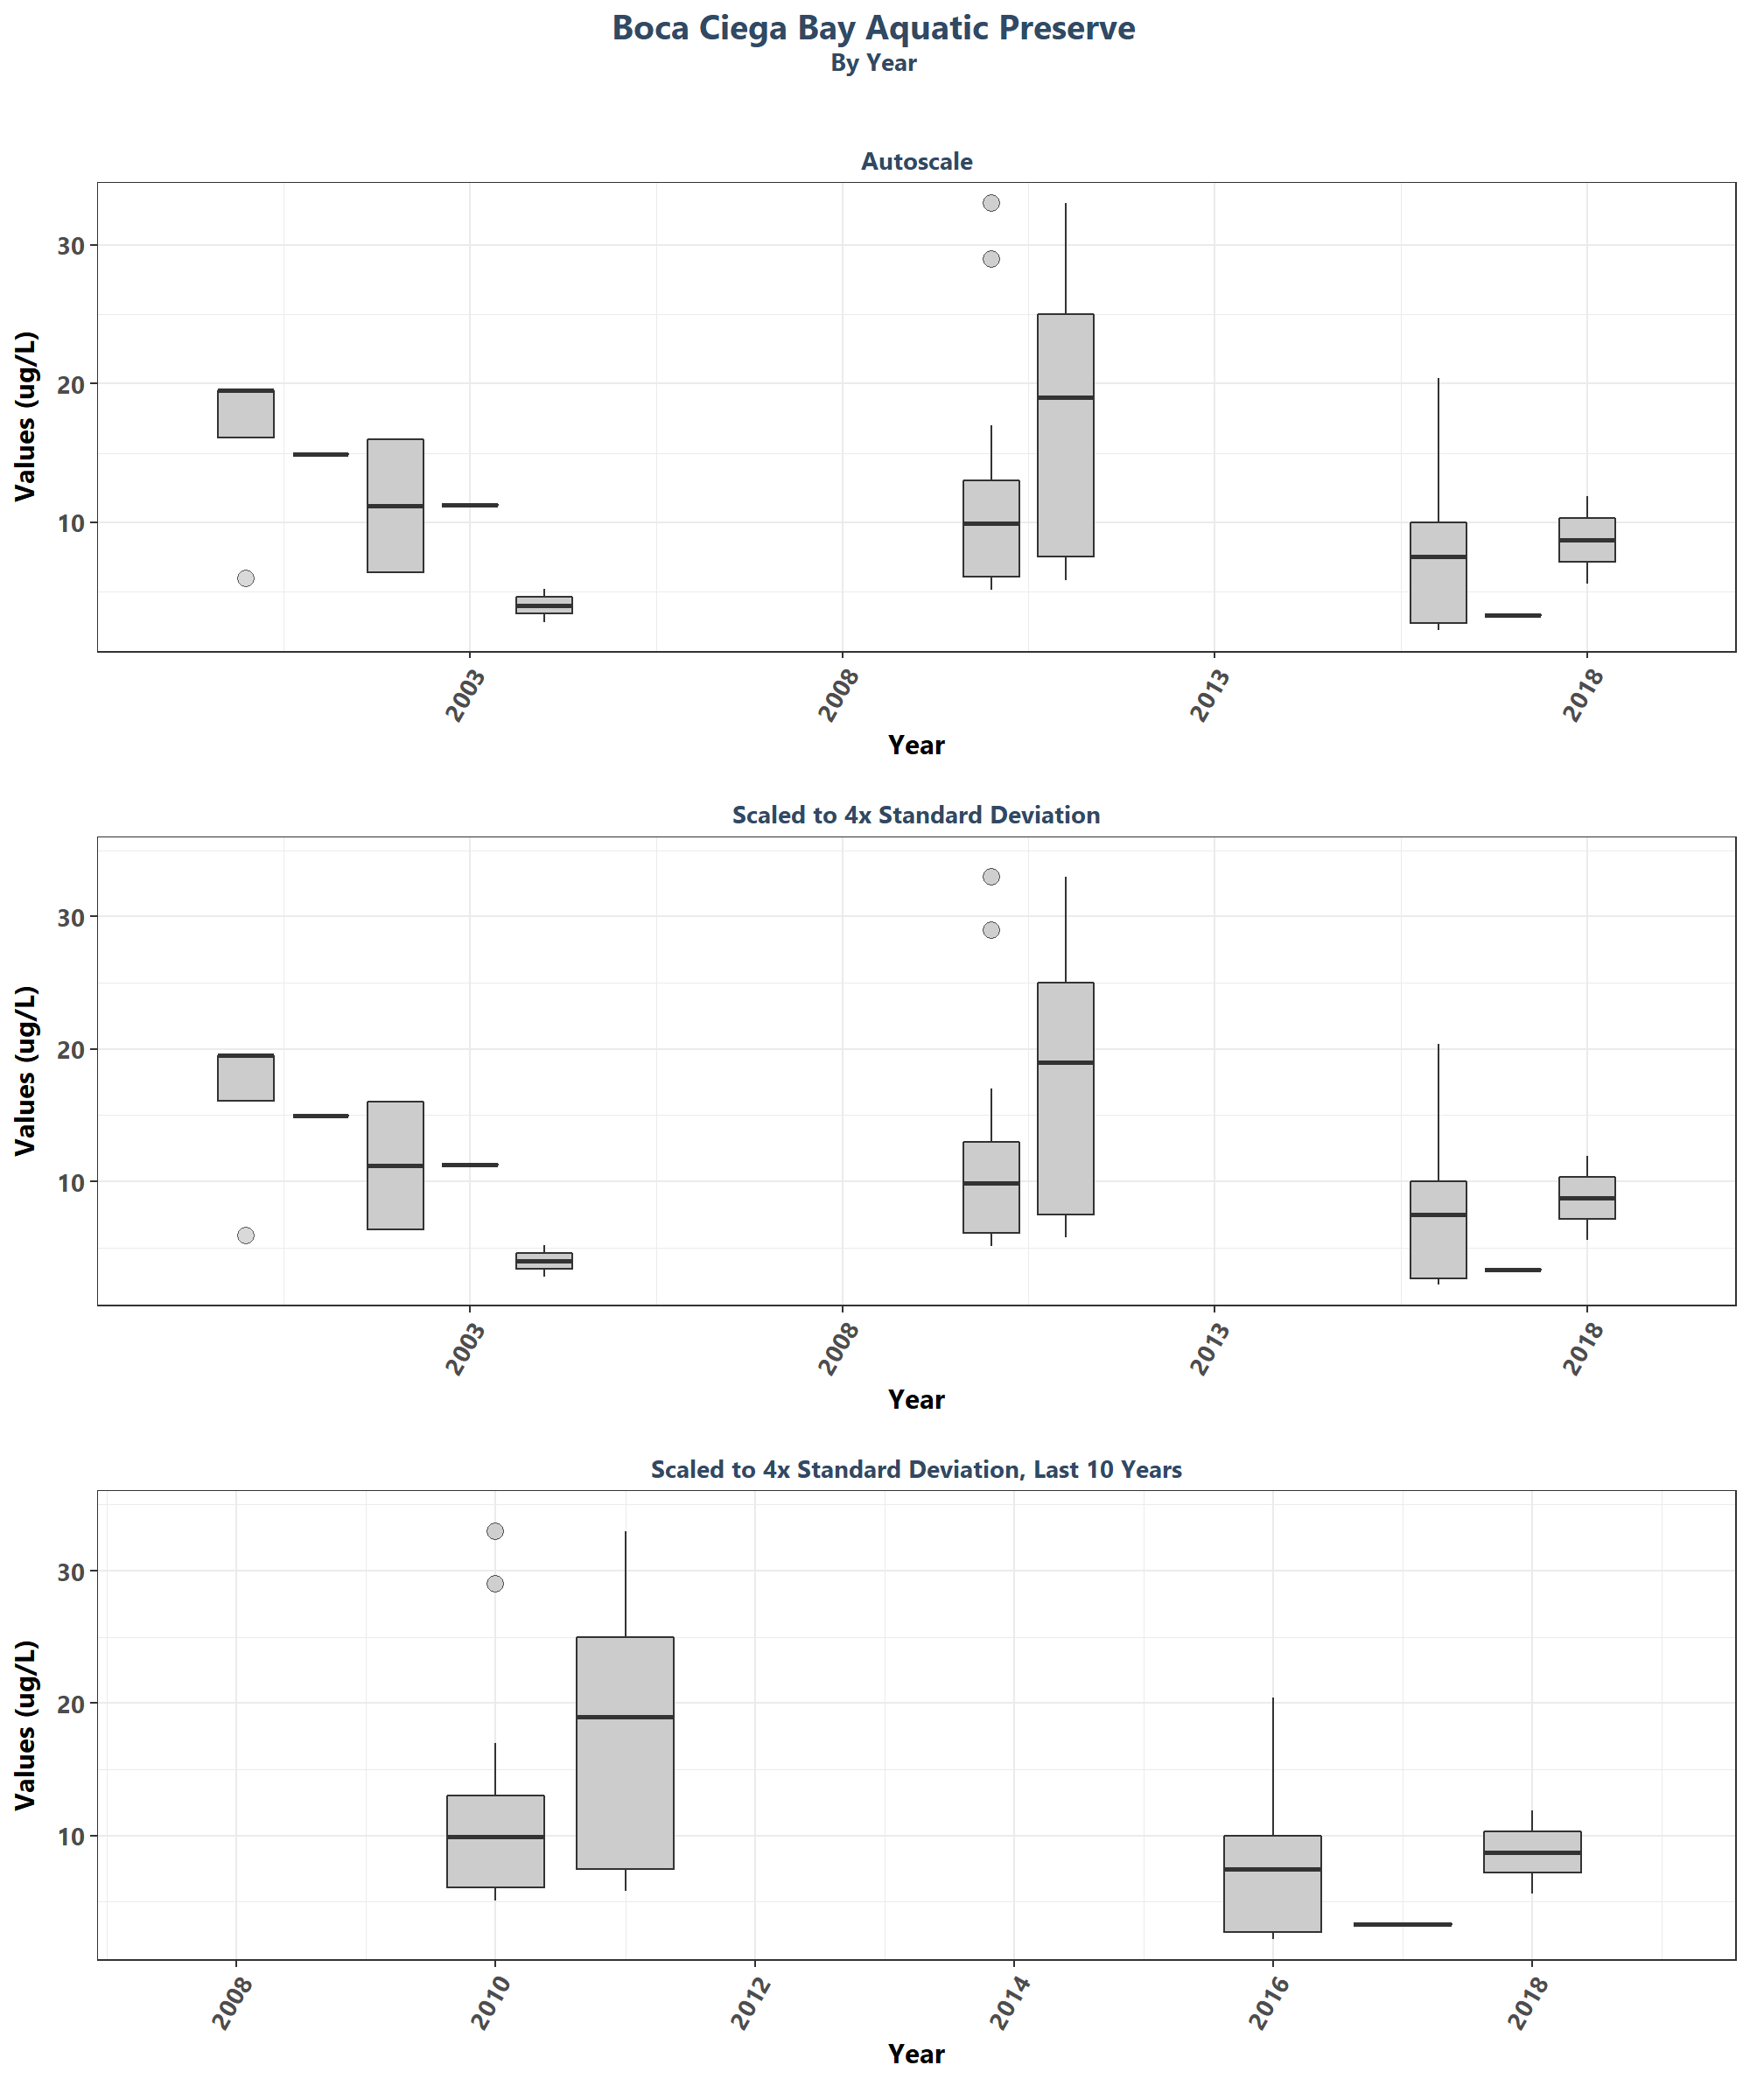 Boca Ciega Bay Aquatic Preserve
By Year
Autoscale
Values (ug/L)
30
20
10
2003 2008 2013 2018
Year
Scaled to 4x Standard Deviation
Values (ug/L)
30
20
10
2003 2008 2013 2018
Year
Scaled to 4x Standard Deviation, Last 10 Years
Values (ug/L)
30
20
10
2008 2010 2012 2014 2016 2018
Year